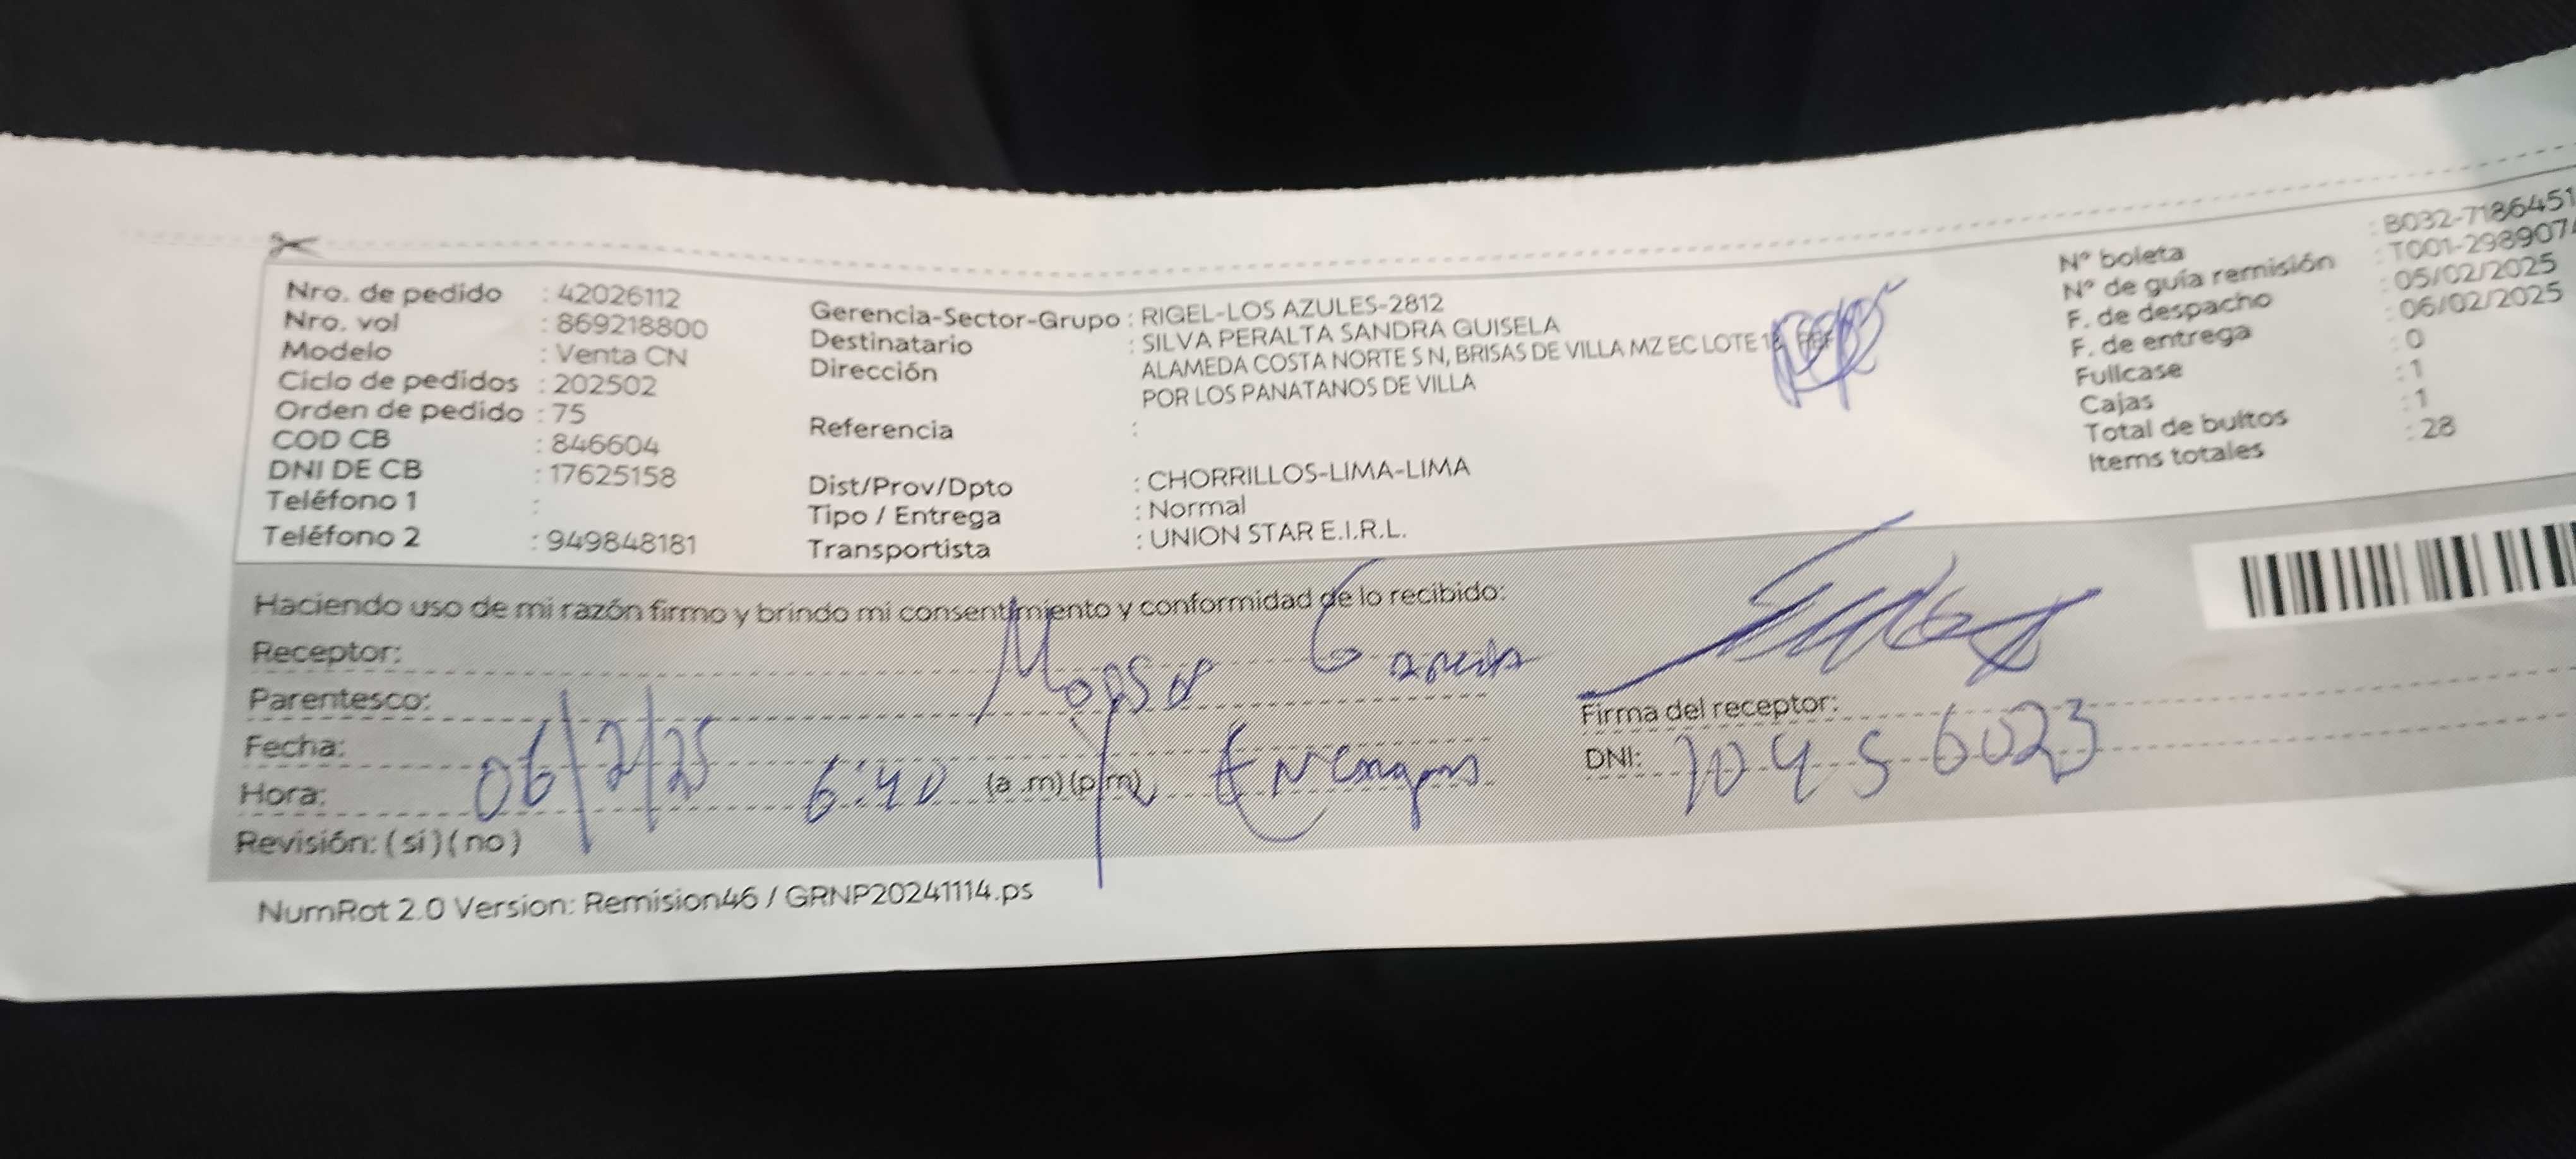 Nro. de pedido : 42026112
Nro. vol : 869218800
Modelo : Venta CN
Ciclo de pedidos : 202502
Orden de pedido : 75
COD CB : 846604
DNI DE CB : 17625158
Teléfono 1 :
Teléfono 2 : 949848181
Gerencia-Sector-Grupo : RIGEL-LOS AZULES-2812
Destinatario : SILVA PERALTA SANDRA GUISELA
Dirección : ALAMEDA COSTA NORTE S N, BRISAS DE VILLA MZ EC LOTE
POR LOS PANATANOS DE VILLA
Referencia :
Dist/Prov/Dpto : CHORRILLOS-LIMA-LIMA
Tipo / Entrega : Normal
Transportista : UNION STAR E.I.R.L.
N° boleta : B032-7186451
N° de guía remisión : T001-2989074
F. de despacho : 05/02/2025
F. de entrega : 06/02/2025
Fullcase : 0
Cajas : 1
Total de bultos : 1
Items totales : 28
Haciendo uso de mi razón firmo y brindo mi consentimiento y conformidad de lo recibido:
Receptor:
Parentesco:
Fecha: 06/2/25
Hora: 6:40 (a .m) (p.m)
Revisión: ( si ) ( no )
Firma del receptor:
DNI: 70456023
NumRot 2.0 Version: Remision46 / GRNP20241114.ps